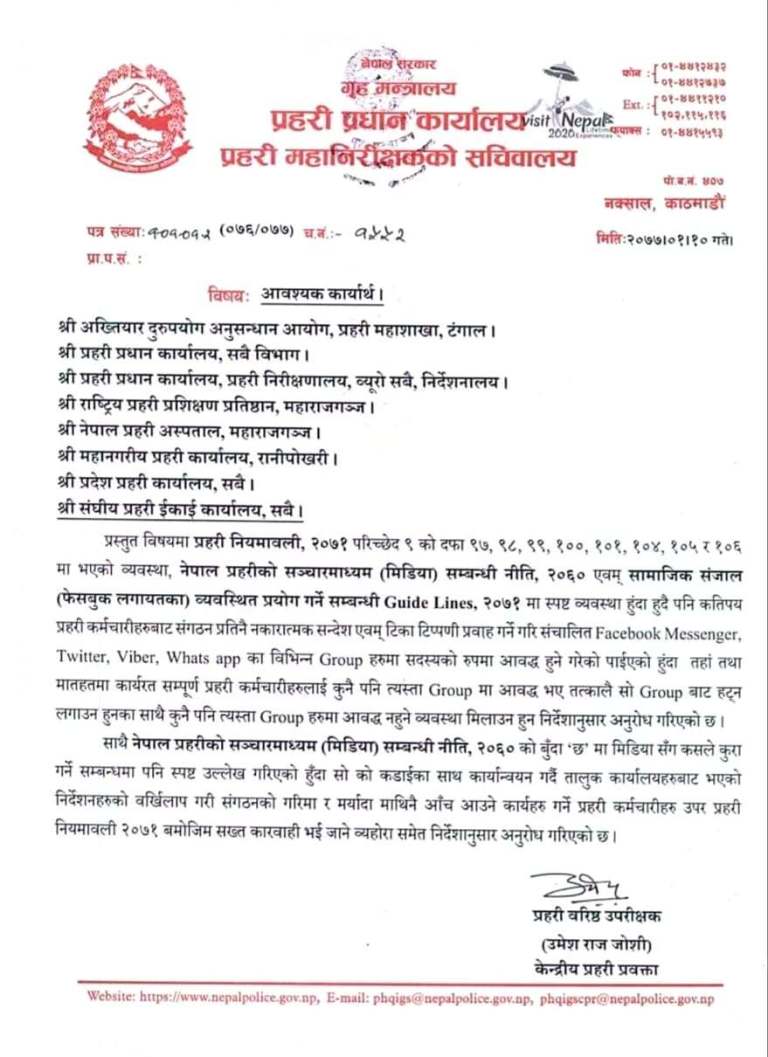 नेपाल सरकार
गृह मन्त्रालय
प्रहरी प्रधान कार्यालय
प्रहरी महानिरीक्षकको सचिवालय
visit Nepal
2020 Lifetime Experiences
फोन : ०१-४४१२४३२
०१-४४१२७३७
Ext. : ०१-४४११२१०
१०२,११५,११६
फ्याक्स : ०१-४४१५५९३
पो.ब.नं. ४०७
नक्साल, काठमाडौं
पत्र संख्या: (०७६/०७७) च.नं.:-
मिति:२०७७।०१।१० गते।
प्रा.प.सं. :
विषय: आवश्यक कार्यार्थ।
श्री अख्तियार दुरुपयोग अनुसन्धान आयोग, प्रहरी महाशाखा, टंगाल।
श्री प्रहरी प्रधान कार्यालय, सबै विभाग।
श्री प्रहरी प्रधान कार्यालय, प्रहरी निरीक्षणालय, व्यूरो सबै, निर्देशनालय।
श्री राष्ट्रिय प्रहरी प्रशिक्षण प्रतिष्ठान, महाराजगञ्ज।
श्री नेपाल प्रहरी अस्पताल, महाराजगञ्ज।
श्री महानगरीय प्रहरी कार्यालय, रानीपोखरी।
श्री प्रदेश प्रहरी कार्यालय, सबै।
श्री संघीय प्रहरी ईकाई कार्यालय, सबै।
प्रस्तुत विषयमा प्रहरी नियमावली, २०७१ परिच्छेद ९ को दफा ९७, ९८, ९९, १००, १०१, १०४, १०५ र १०६
मा भएको व्यवस्था, नेपाल प्रहरीको सञ्चारमाध्यम (मिडिया) सम्बन्धी नीति, २०६० एवम् सामाजिक संजाल
(फेसबुक लगायतका) व्यवस्थित प्रयोग गर्ने सम्बन्धी Guide Lines, २०७१ मा स्पष्ट व्यवस्था हुंदा हुदै पनि कतिपय
प्रहरी कर्मचारीहरुबाट संगठन प्रतिनै नकारात्मक सन्देश एवम् टिका टिप्पणी प्रवाह गर्ने गरि संचालित Facebook Messenger,
Twitter, Viber, Whats app का विभिन्न Group हरुमा सदस्यको रुपमा आवद्ध हुने गरेको पाईएको हुंदा तहां तथा
मातहतमा कार्यरत सम्पूर्ण प्रहरी कर्मचारीहरुलाई कुनै पनि त्यस्ता Group मा आवद्ध भए तत्कालै सो Group बाट हट्न
लगाउन हुनका साथै कुनै पनि त्यस्ता Group हरुमा आवद्ध नहुने व्यवस्था मिलाउन हुन निर्देशानुसार अनुरोध गरिएको छ।
साथै नेपाल प्रहरीको सञ्चारमाध्यम (मिडिया) सम्बन्धी नीति, २०६० को बुँदा ‘छ’ मा मिडिया सँग कसले कुरा
गर्ने सम्बन्धमा पनि स्पष्ट उल्लेख गरिएको हुँदा सो को कडाईका साथ कार्यान्वयन गर्दै तालुक कार्यालयहरुबाट भएको
निर्देशनहरुको वर्खिलाप गरी संगठनको गरिमा र मर्यादा माथिनै आँच आउने कार्यहरु गर्ने प्रहरी कर्मचारीहरु उपर प्रहरी
नियमावली २०७१ बमोजिम सख्त कारवाही भई जाने व्यहोरा समेत निर्देशानुसार अनुरोध गरिएको छ।
प्रहरी वरिष्ठ उपरीक्षक
(उमेश राज जोशी)
केन्द्रीय प्रहरी प्रवक्ता
Website: https://www.nepalpolice.gov.np, E-mail: phqigs@nepalpolice.gov.np, phqigscpr@nepalpolice.gov.np